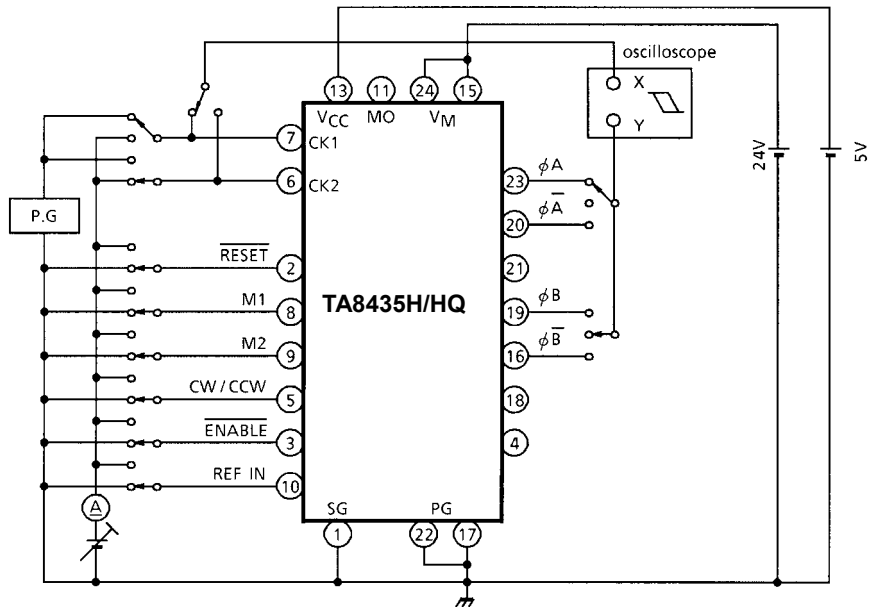 oscilloscope
X
Y
13
11
24
15
VCC
MO
VM
7
CK1
6
CK2
P.G
23
φA
20
φA̅
21
RESET̅
2
TA8435H/HQ
19
φB
M1
8
16
φB̅
M2
9
CW / CCW
5
18
ENABLE̅
3
4
REF IN
10
A
SG
PG
1
22
17
24V
5V